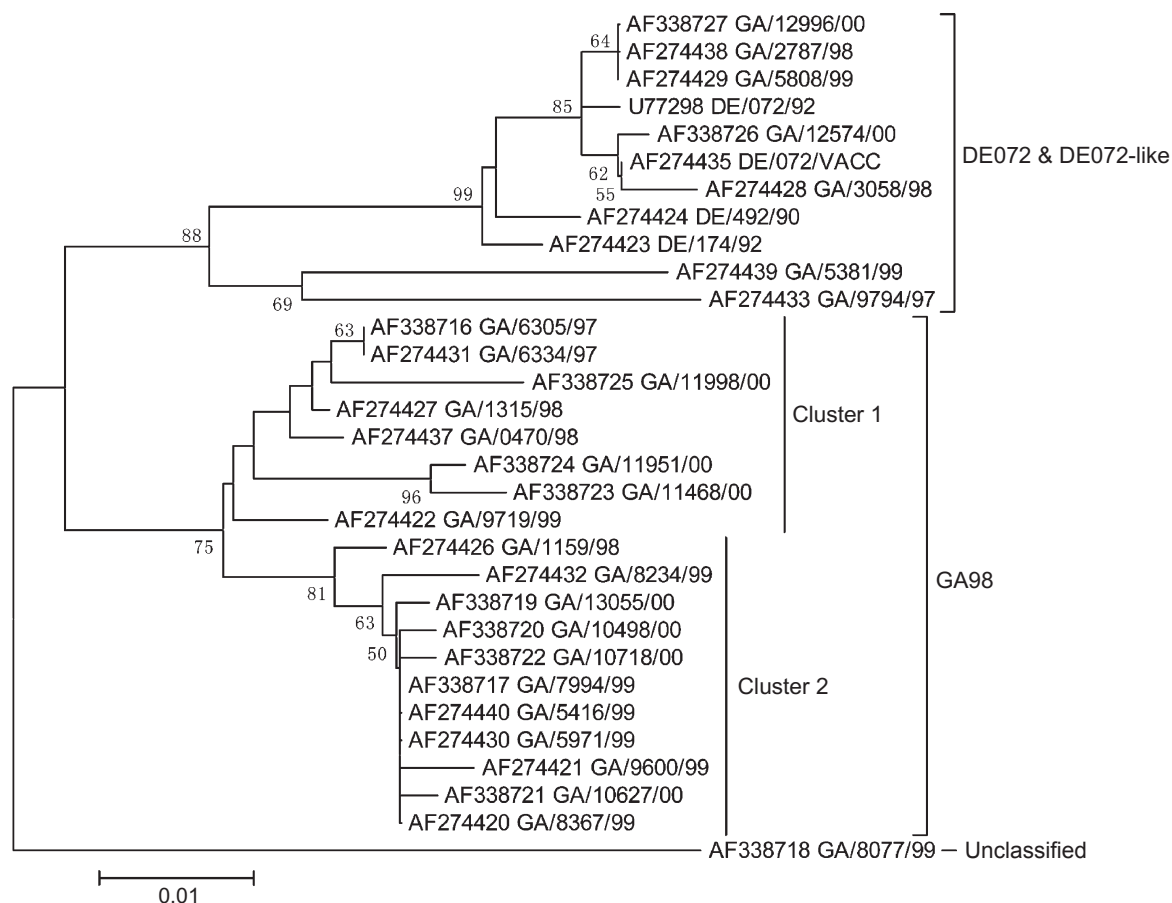 AF338727 GA/12996/00
64
AF274438 GA/2787/98
AF274429 GA/5808/99
85
U77298 DE/072/92
AF338726 GA/12574/00
DE072 & DE072-like
AF274435 DE/072/VACC
62
AF274428 GA/3058/98
55
99
AF274424 DE/492/90
88
AF274423 DE/174/92
AF274439 GA/5381/99
69
AF274433 GA/9794/97
63
AF338716 GA/6305/97
AF274431 GA/6334/97
AF338725 GA/11998/00
AF274427 GA/1315/98
Cluster 1
AF274437 GA/0470/98
AF338724 GA/11951/00
96
AF338723 GA/11468/00
AF274422 GA/9719/99
75
AF274426 GA/1159/98
AF274432 GA/8234/99
GA98
81
AF338719 GA/13055/00
63
AF338720 GA/10498/00
50
AF338722 GA/10718/00
AF338717 GA/7994/99
Cluster 2
AF274440 GA/5416/99
AF274430 GA/5971/99
AF274421 GA/9600/99
AF338721 GA/10627/00
AF274420 GA/8367/99
AF338718 GA/8077/99 – Unclassified
0.01